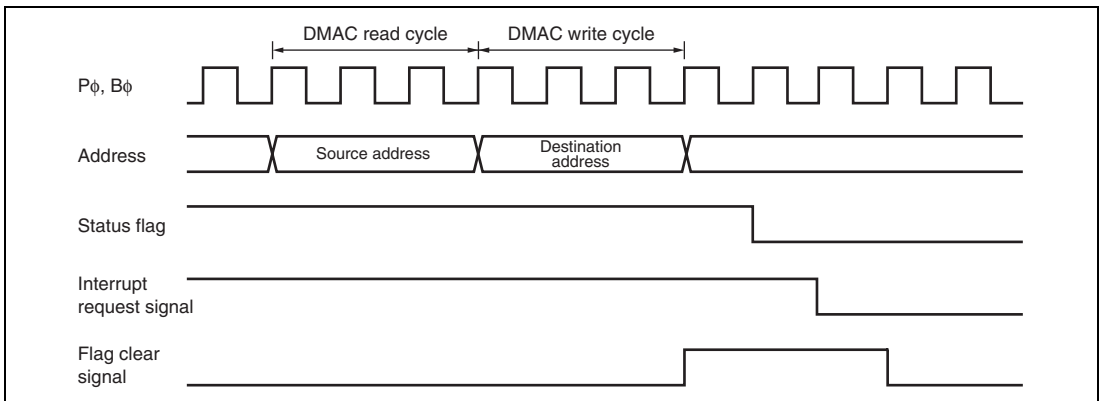 DMAC read cycle DMAC write cycle
Pϕ, Bϕ
Address
Source address
Destination
address
Status flag
Interrupt
request signal
Flag clear
signal